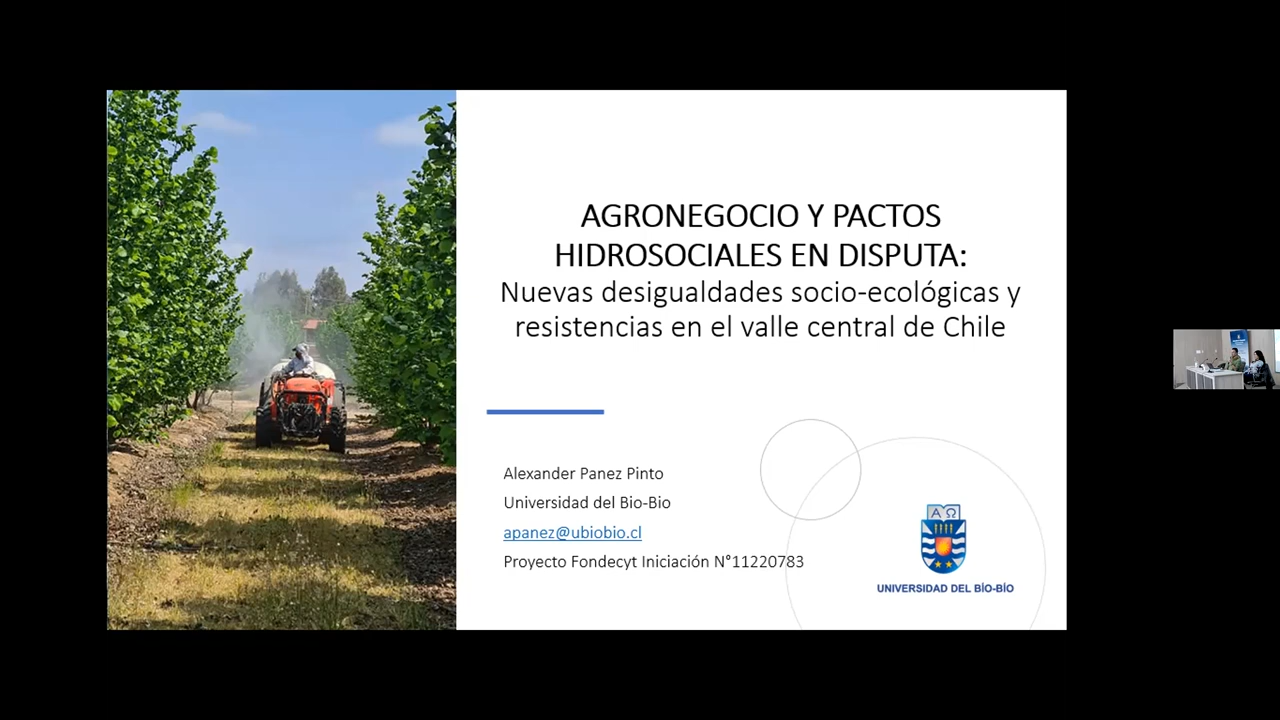 AGRONEGOCIO Y PACTOS
HIDROSOCIALES EN DISPUTA:
Nuevas desigualdades socio-ecológicas y
resistencias en el valle central de Chile
Alexander Panez Pinto
Universidad del Bio-Bio
apanez@ubiobio.cl
Proyecto Fondecyt Iniciación N°11220783
ΑΩ
UNIVERSIDAD DEL BÍO-BÍO